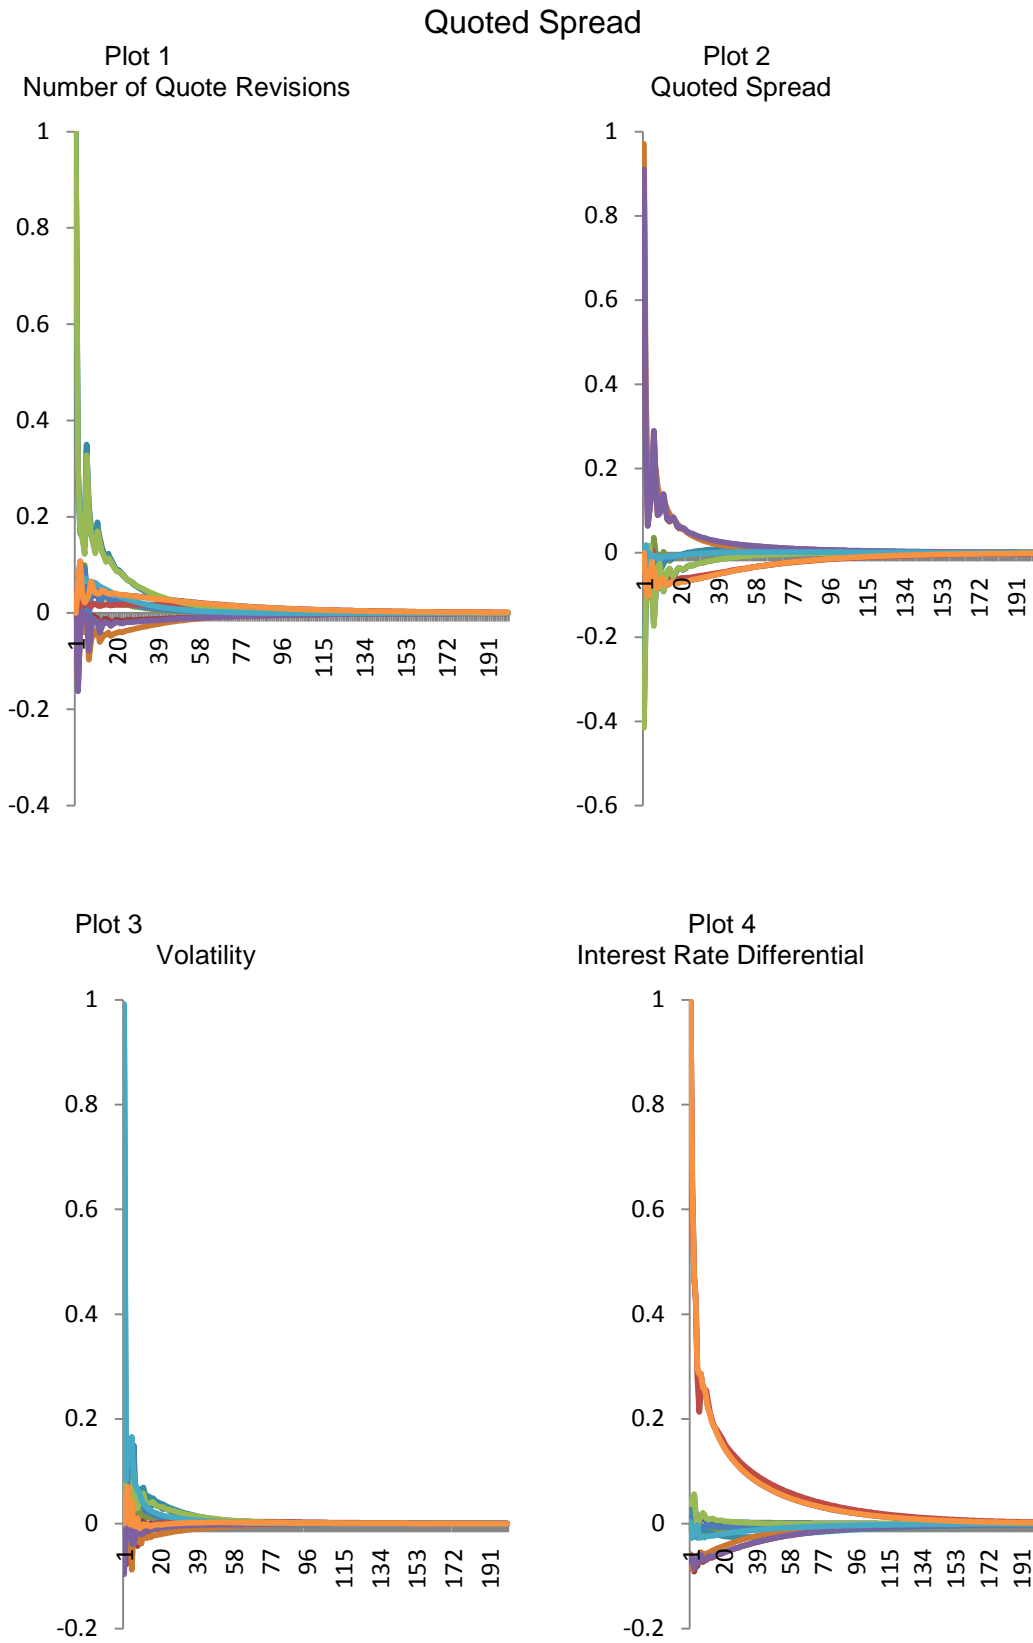 Quoted Spread
Plot 1
Number of Quote Revisions
1
0.8
0.6
0.4
0.2
0
-0.2
-0.4
1 20 39 58 77 96 115 134 153 172 191
Plot 2
Quoted Spread
1
0.8
0.6
0.4
0.2
0
-0.2
-0.4
-0.6
1 20 39 58 77 96 115 134 153 172 191
Plot 3
Volatility
1
0.8
0.6
0.4
0.2
0
-0.2
1 20 39 58 77 96 115 134 153 172 191
Plot 4
Interest Rate Differential
1
0.8
0.6
0.4
0.2
0
-0.2
1 20 39 58 77 96 115 134 153 172 191